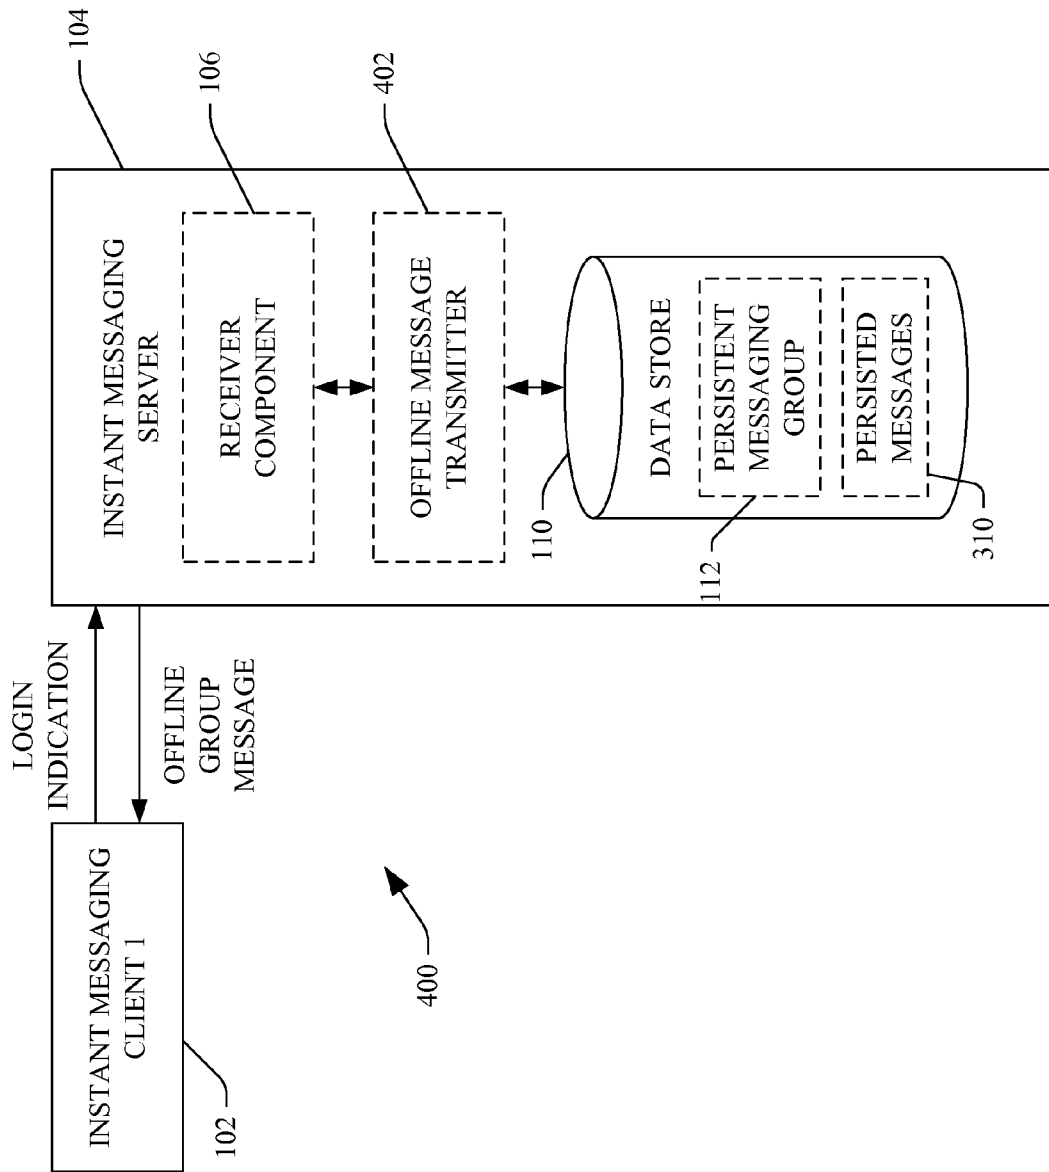 INSTANT MESSAGING
CLIENT 1
102
LOGIN
INDICATION
OFFLINE
GROUP
MESSAGE
400
104
INSTANT MESSAGING
SERVER
106
RECEIVER
COMPONENT
402
OFFLINE MESSAGE
TRANSMITTER
110
DATA STORE
112
PERSISTENT
MESSAGING
GROUP
PERSISTED
MESSAGES
310